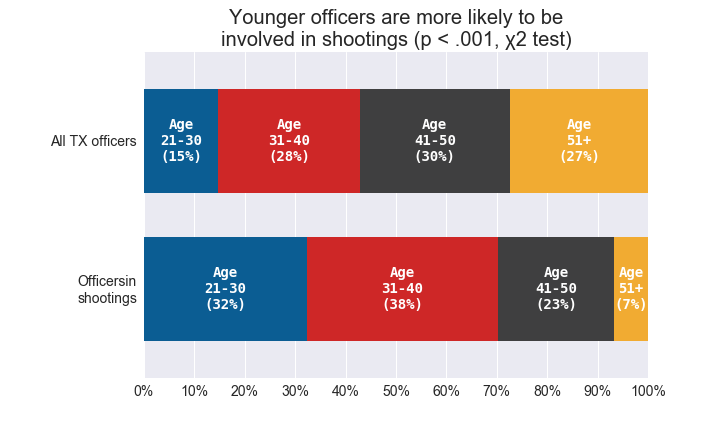 Younger officers are more likely to be
involved in shootings (p < .001, χ2 test)
All TX officers
Age
21-30
(15%)
Age
31-40
(28%)
Age
41-50
(30%)
Age
51+
(27%)
Officersin
shootings
Age
21-30
(32%)
Age
31-40
(38%)
Age
41-50
(23%)
Age
51+
(7%)
0% 10% 20% 30% 40% 50% 60% 70% 80% 90% 100%